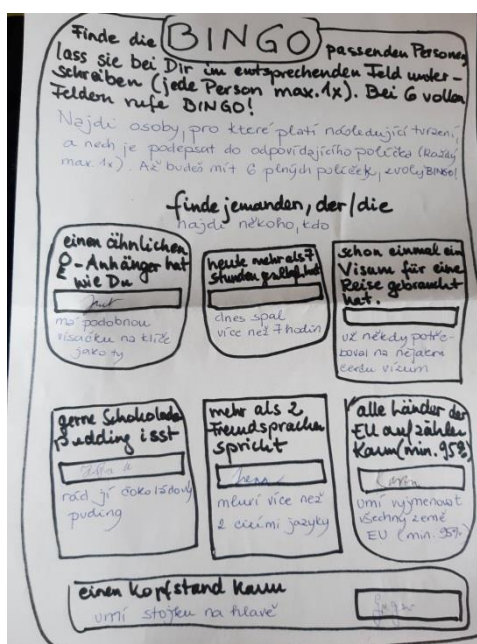 Finde die BINGO passenden Personen,
lass sie bei Dir im entsprechenden Feld unter-
schreiben (jede Person max. 1x). Bei 6 vollen
Feldern rufe BINGO!
Najdi osoby, pro které platí následující tvrzení,
a nech je podepsat do odpovídajícího políčka (každý
max. 1x). Až budeš mít 6 plných políček, zvolej BINGO!
finde jemanden, der/die
najdi někoho, kdo
einen ähnlichen
- Anhänger hat
wie Du
má podobnou
visačku na klíče
jako ty
heute mehr als 7
stunden
dnes spal
více než 7 hodin
schon einmal ein
Visum für eine
Reise gebraucht
hat.
už někdy potře-
boval na nějakou
cestu vízum
gerne Schokoladen
pudding isst
rád jí čokoládový
puding
mehr als 2
Fremdsprachen
spricht
mluví více než
2 cizími jazyky
alle Länder der
EU aufzählen
kann (min. 95%)
umí vyjmenovat
všechny země
EU (min. 95%)
einen Kopfstand kann
umí stojku na hlavě